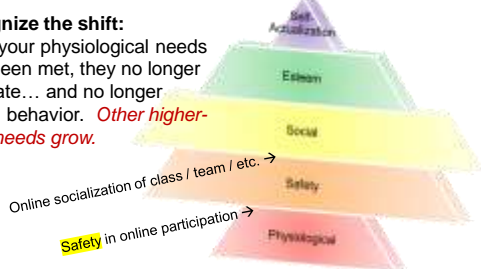 gnize the shift:
your physiological needs
een met, they no longer
ate… and no longer
behavior. Other higher-
needs grow.
Self-
Actualization
Esteem
Social
Safety
Physiological
Online socialization of class / team / etc. →
Safety in online participation →